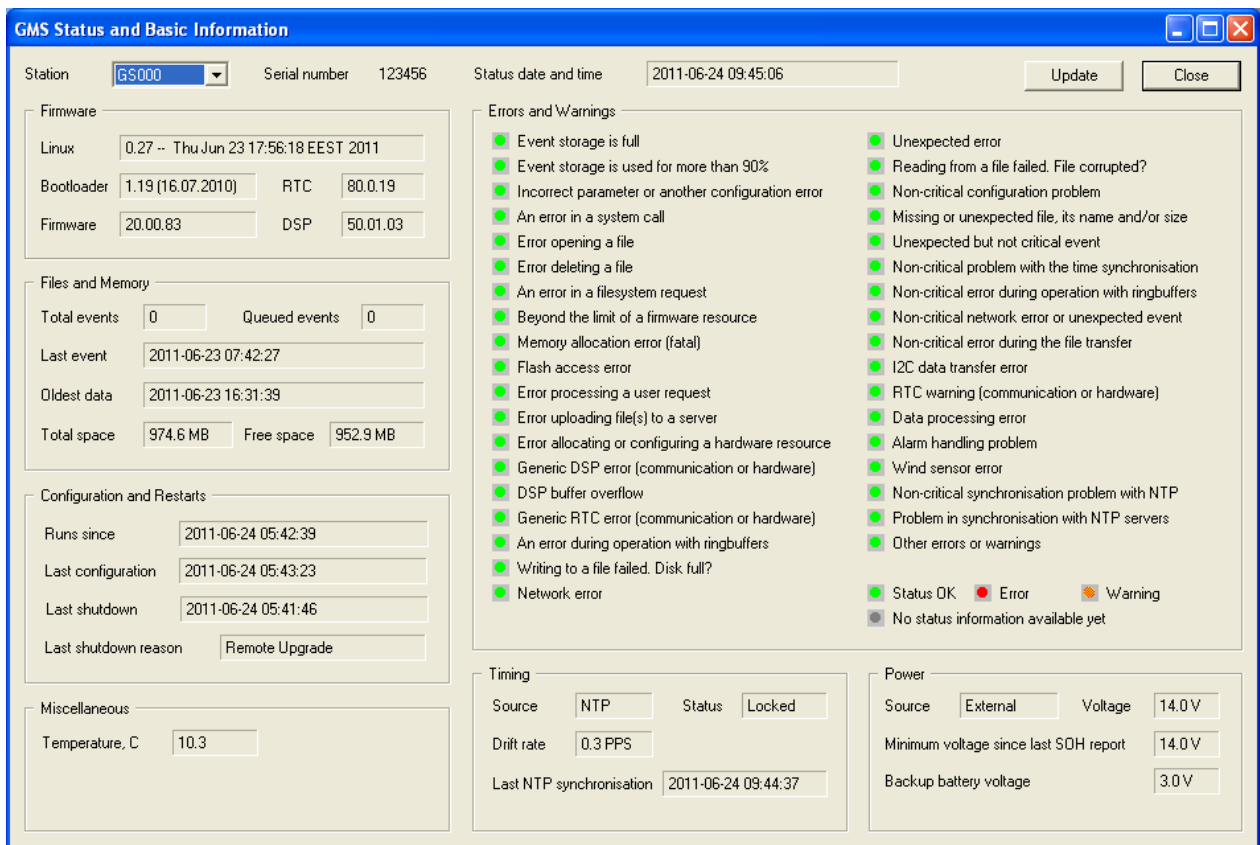 GMS Status and Basic Information
Station GS000 Serial number 123456 Status date and time 2011-06-24 09:45:06 Update Close
Firmware
Linux 0.27 -- Thu Jun 23 17:56:18 EEST 2011
Bootloader 1.19 (16.07.2010) RTC 80.0.19
Firmware 20.00.83 DSP 50.01.03
Files and Memory
Total events 0 Queued events 0
Last event 2011-06-23 07:42:27
Oldest data 2011-06-23 16:31:39
Total space 974.6 MB Free space 952.9 MB
Configuration and Restarts
Runs since 2011-06-24 05:42:39
Last configuration 2011-06-24 05:43:23
Last shutdown 2011-06-24 05:41:46
Last shutdown reason Remote Upgrade
Miscellaneous
Temperature, C 10.3
Errors and Warnings
Event storage is full
Event storage is used for more than 90%
Incorrect parameter or another configuration error
An error in a system call
Error opening a file
Error deleting a file
An error in a filesystem request
Beyond the limit of a firmware resource
Memory allocation error (fatal)
Flash access error
Error processing a user request
Error uploading file(s) to a server
Error allocating or configuring a hardware resource
Generic DSP error (communication or hardware)
DSP buffer overflow
Generic RTC error (communication or hardware)
An error during operation with ringbuffers
Writing to a file failed. Disk full?
Network error
Unexpected error
Reading from a file failed. File corrupted?
Non-critical configuration problem
Missing or unexpected file, its name and/or size
Unexpected but not critical event
Non-critical problem with the time synchronisation
Non-critical error during operation with ringbuffers
Non-critical network error or unexpected event
Non-critical error during the file transfer
I2C data transfer error
RTC warning (communication or hardware)
Data processing error
Alarm handling problem
Wind sensor error
Non-critical synchronisation problem with NTP
Problem in synchronisation with NTP servers
Other errors or warnings
Status OK Error Warning
No status information available yet
Timing
Source NTP Status Locked
Drift rate 0.3 PPS
Last NTP synchronisation 2011-06-24 09:44:37
Power
Source External Voltage 14.0 V
Minimum voltage since last SOH report 14.0 V
Backup battery voltage 3.0 V